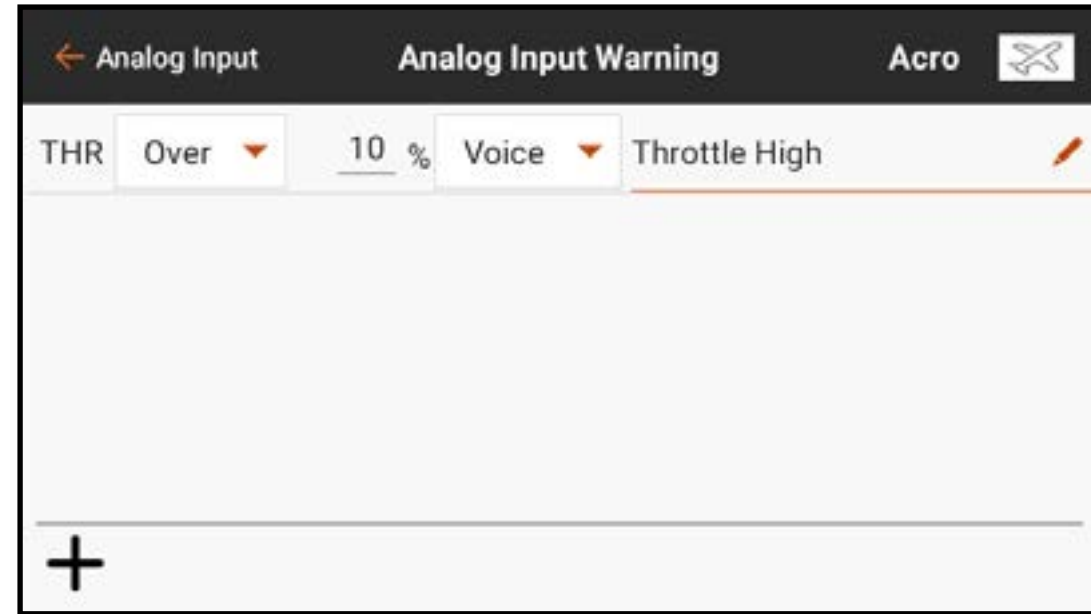 ← Analog Input Analog Input Warning Acro
THR Over 10 % Voice Throttle High
+